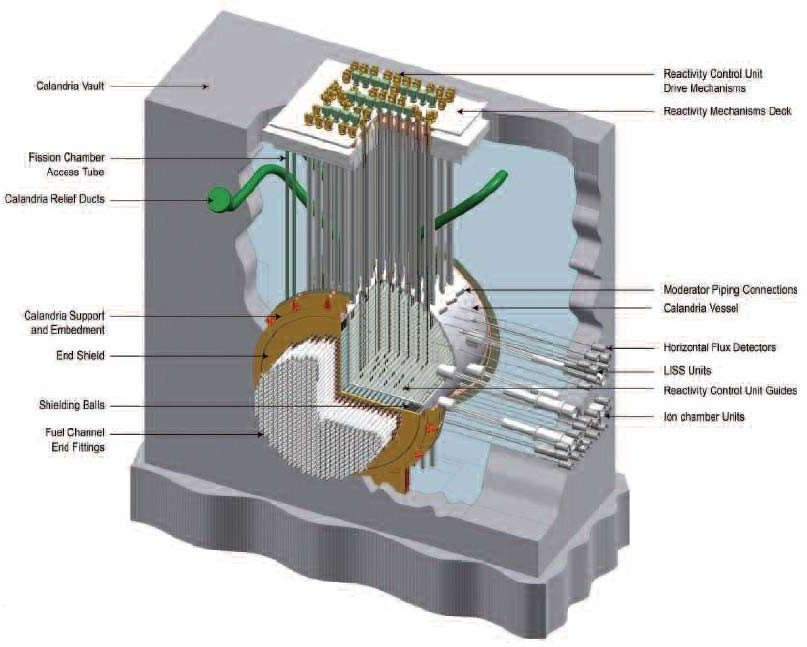 Reactivity Control Unit
Drive Mechanisms
Calandria Vault
Reactivity Mechanisms Deck
Fission Chamber
Access Tube
Calandria Relief Ducts
Moderator Piping Connections
Calandria Vessel
Calandria Support
and Embedment
Horizontal Flux Detectors
End Shield
LISS Units
Reactivity Control Unit Guides
Shielding Balls
Ion chamber Units
Fuel Channel
End Fittings